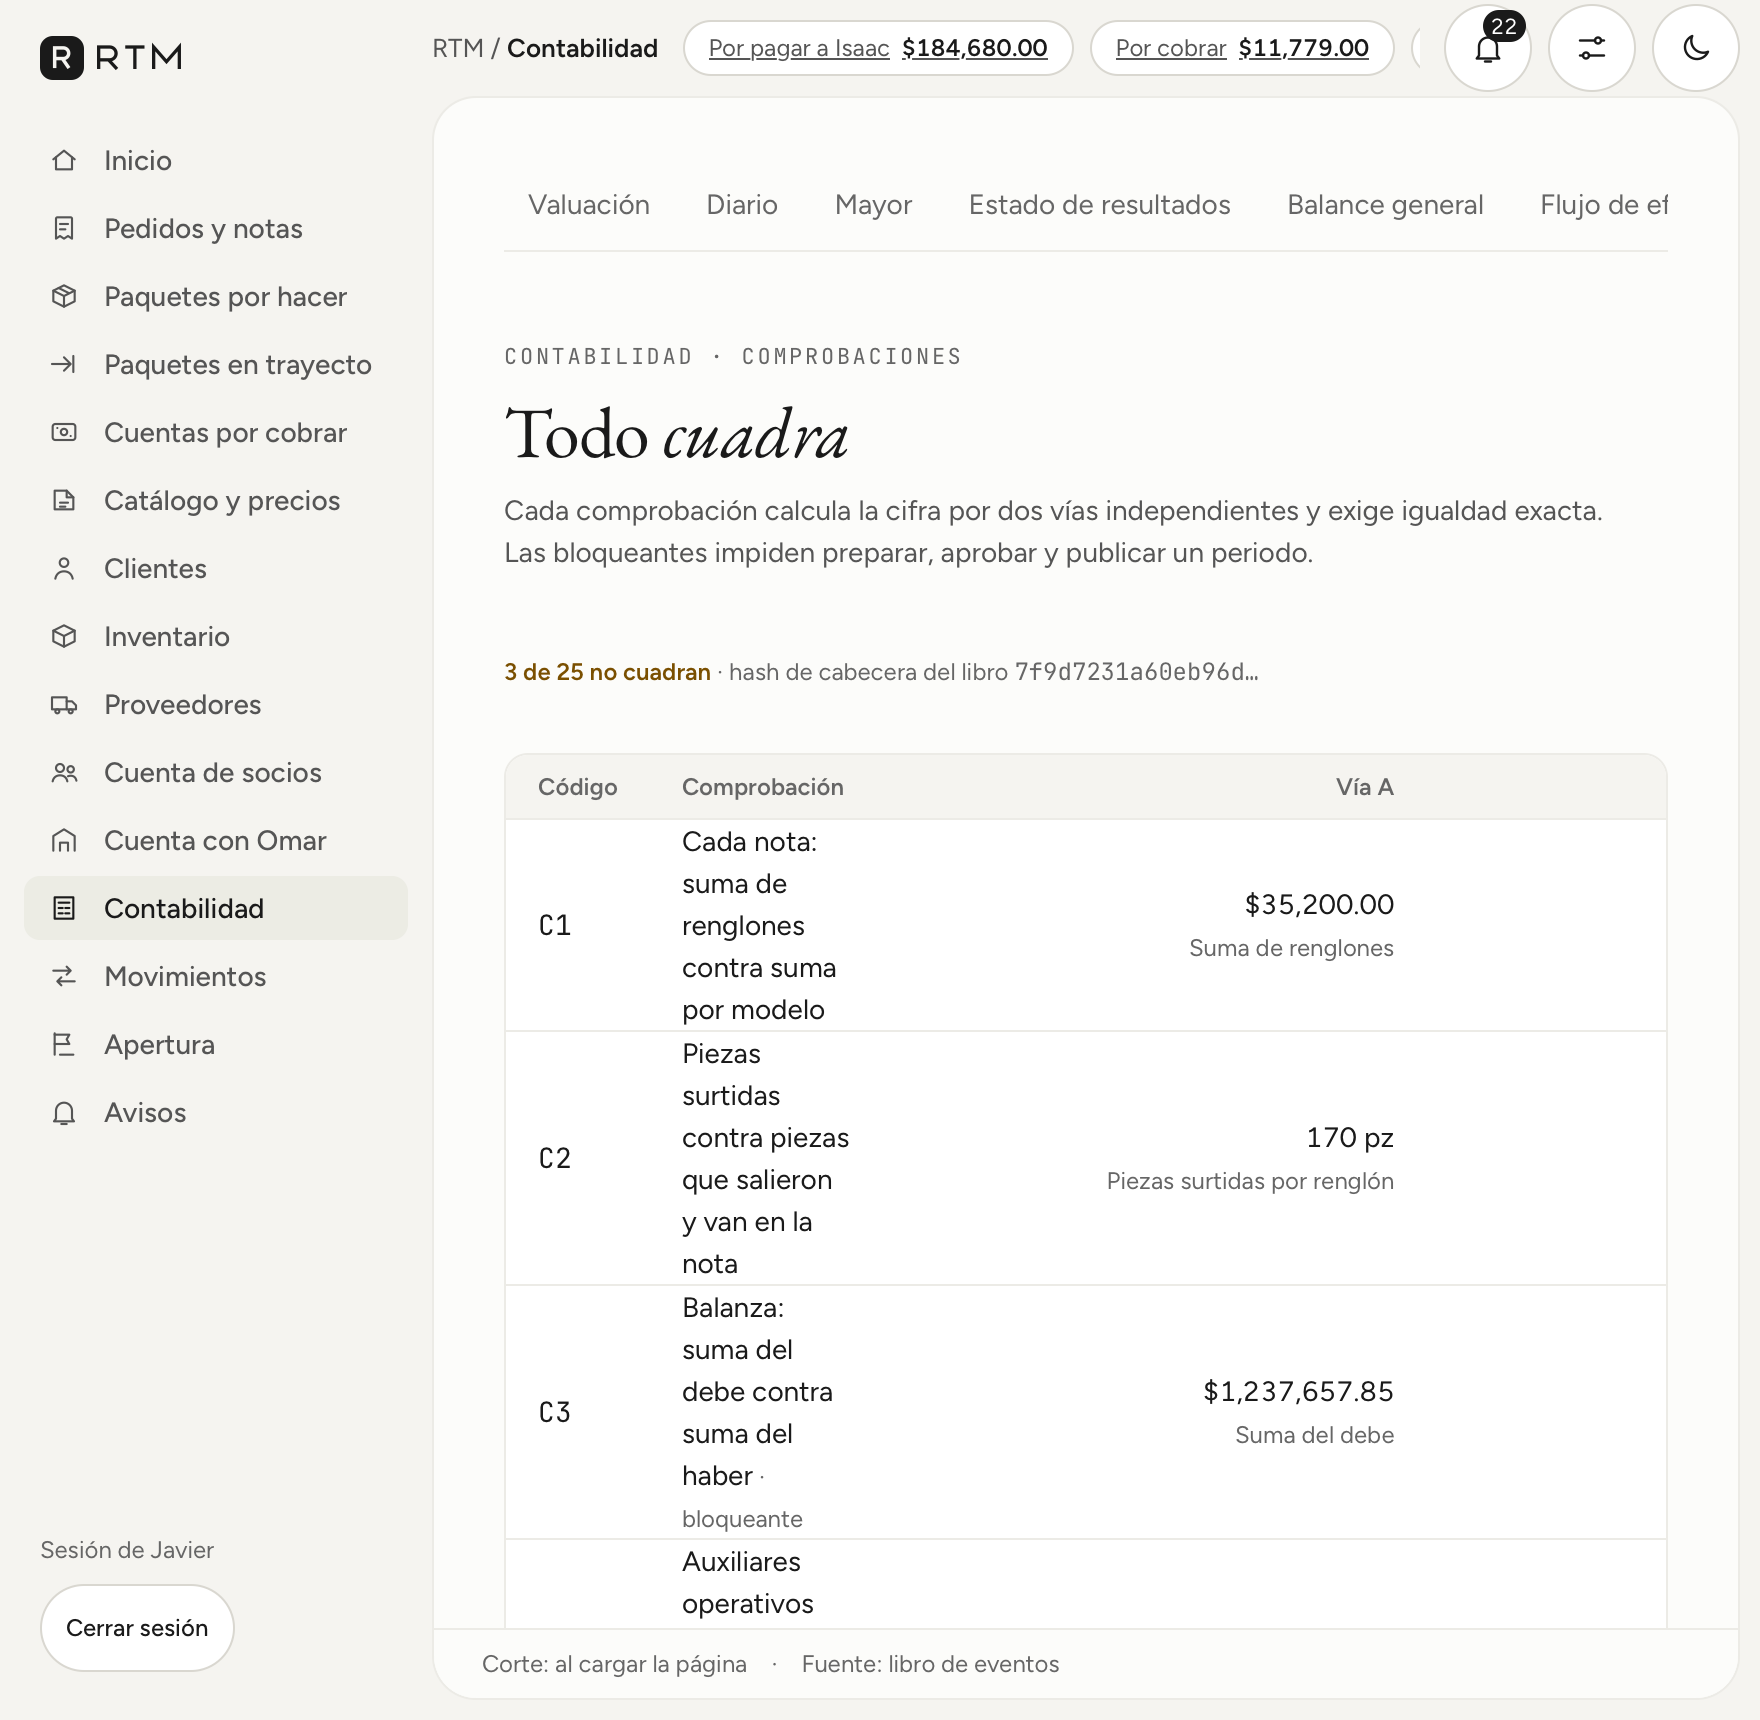 R RTM
RTM / Contabilidad
Por pagar a Isaac $184,680.00
Por cobrar $11,779.00
22
Inicio
Pedidos y notas
Paquetes por hacer
Paquetes en trayecto
Cuentas por cobrar
Catálogo y precios
Clientes
Inventario
Proveedores
Cuenta de socios
Cuenta con Omar
Contabilidad
Movimientos
Apertura
Avisos
Sesión de Javier
Cerrar sesión
Valuación Diario Mayor Estado de resultados Balance general Flujo de ef
CONTABILIDAD · COMPROBACIONES
Todo cuadra
Cada comprobación calcula la cifra por dos vías independientes y exige igualdad exacta.
Las bloqueantes impiden preparar, aprobar y publicar un periodo.
3 de 25 no cuadran · hash de cabecera del libro 7f9d7231a60eb96d…
Código Comprobación Vía A
C1
Cada nota:
suma de
renglones
contra suma
por modelo
$35,200.00
Suma de renglones
C2
Piezas
surtidas
contra piezas
que salieron
y van en la
nota
170 pz
Piezas surtidas por renglón
C3
Balanza:
suma del
debe contra
suma del
haber ·
bloqueante
$1,237,657.85
Suma del debe
Auxiliares
operativos
Corte: al cargar la página · Fuente: libro de eventos